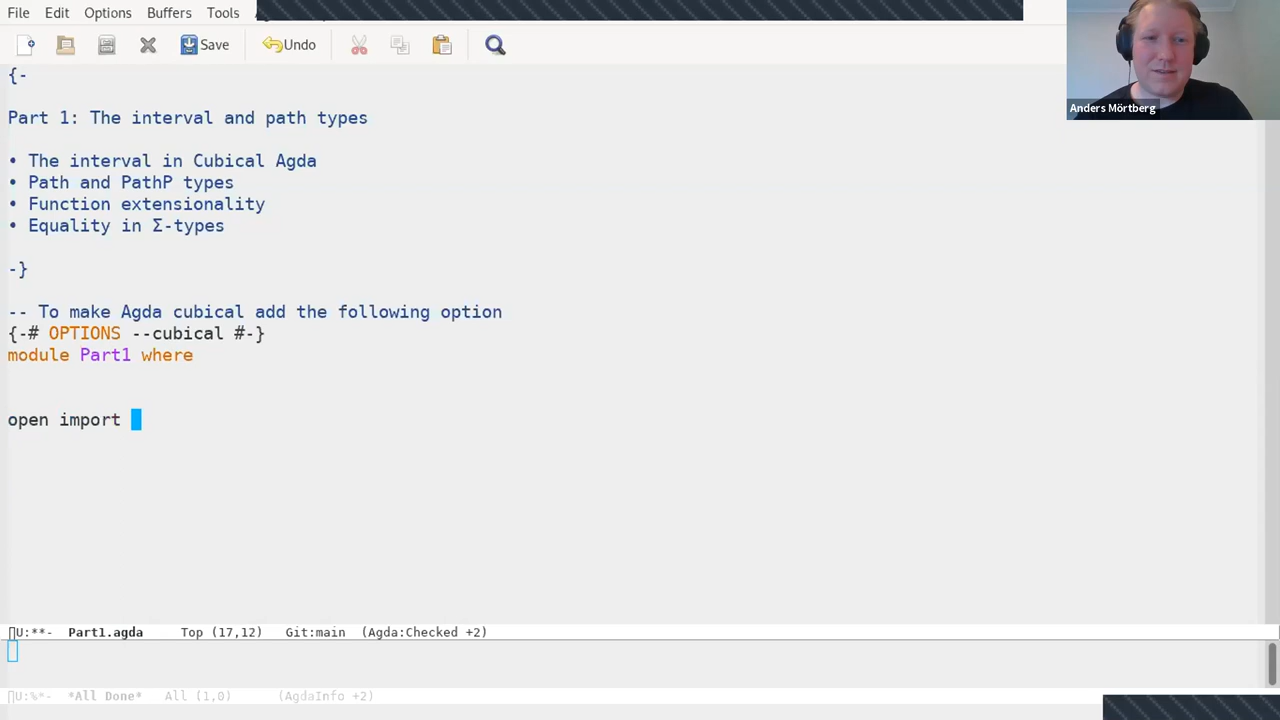 File Edit Options Buffers Tools
Save Undo
Anders Mörtberg
{-
Part 1: The interval and path types
• The interval in Cubical Agda
• Path and PathP types
• Function extensionality
• Equality in Σ-types
-}
-- To make Agda cubical add the following option
{-# OPTIONS --cubical #-}
module Part1 where
open import
U:**- Part1.agda Top (17,12) Git:main (Agda:Checked +2)
U:%*- *All Done* All (1,0) (AgdaInfo +2)